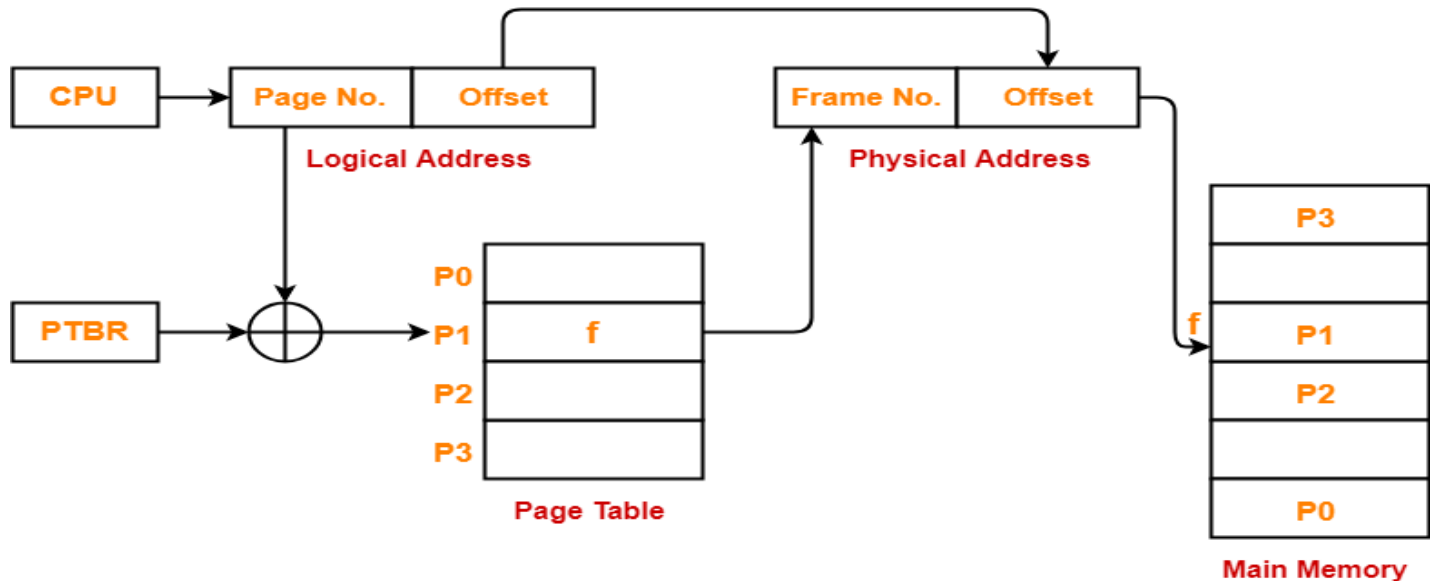 CPU
Page No.
Offset
Frame No.
Offset
Logical Address
Physical Address
P3
P0
PTBR
P1
f
f
P1
P2
P2
P3
P0
Page Table
Main Memory